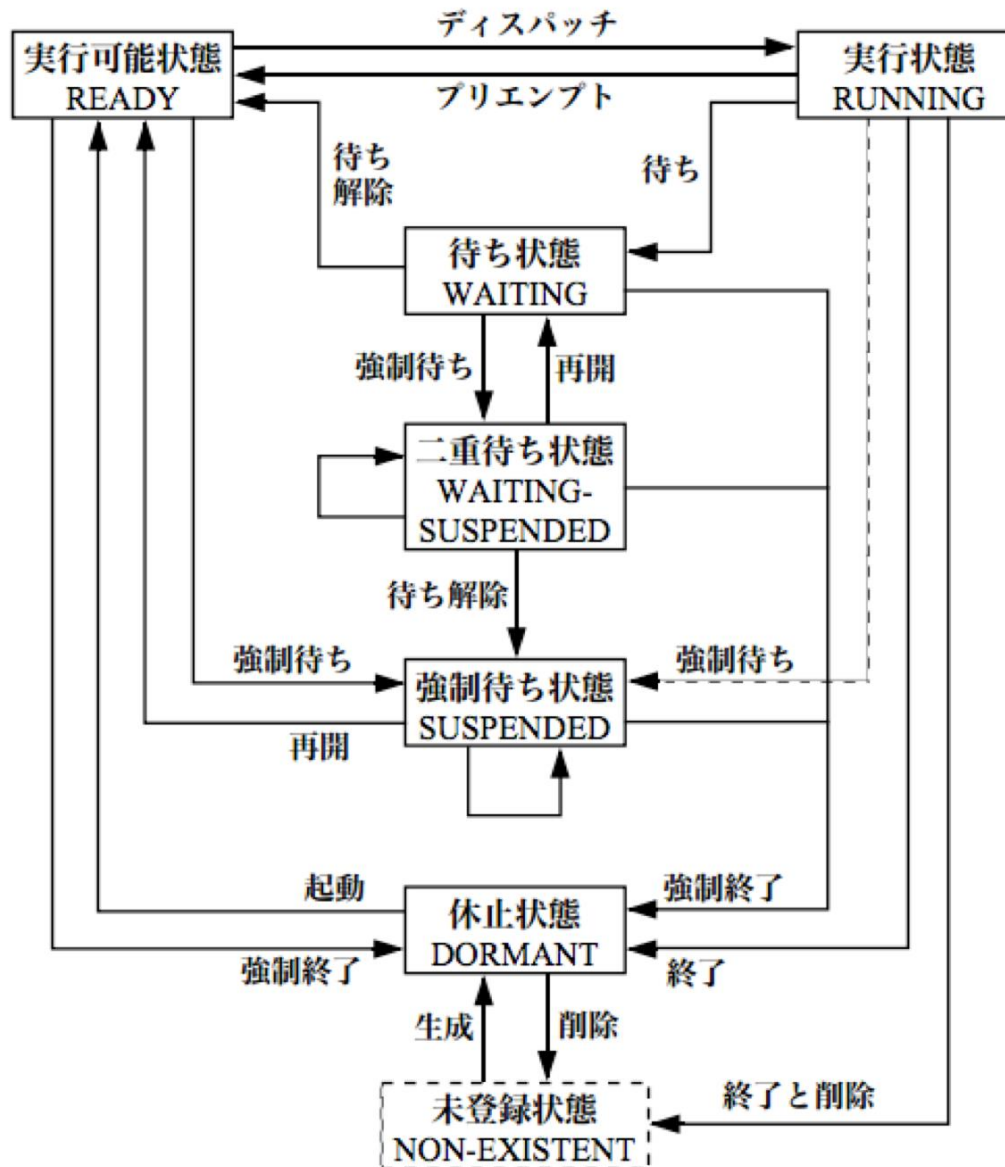 ディスパッチ
実行可能状態
READY
実行状態
RUNNING
プリエンプト
待ち
解除
待ち
待ち状態
WAITING
強制待ち
再開
二重待ち状態
WAITING-
SUSPENDED
待ち解除
強制待ち
強制待ち
強制待ち状態
SUSPENDED
再開
起動
強制終了
休止状態
DORMANT
強制終了
終了
生成
削除
未登録状態
NON-EXISTENT
終了と削除